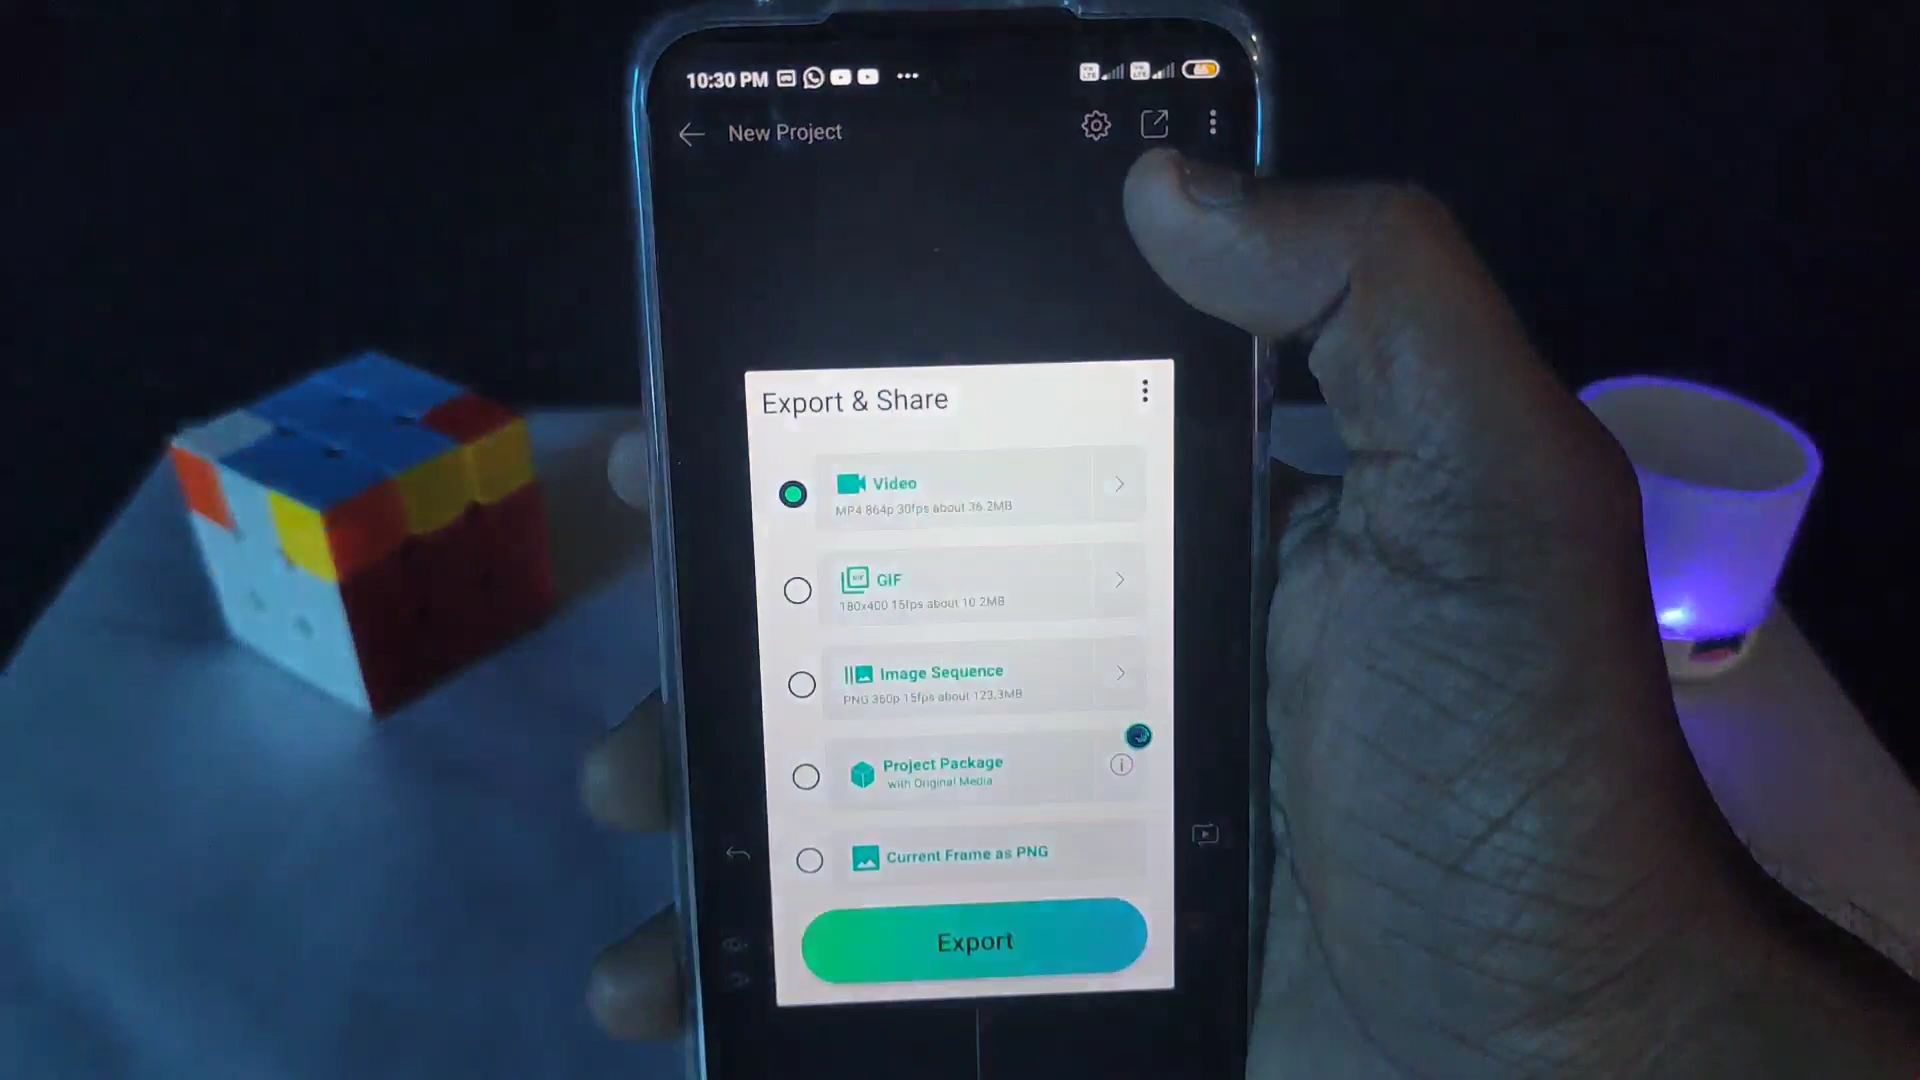 10:30 PM
New Project
Export & Share
Video
MP4 864p 30fps about 36.2MB
GIF
180x400 15fps about 10.2MB
Image Sequence
PNG 360p 15fps about 123.3MB
Project Package
with Original Media
Current Frame as PNG
Export